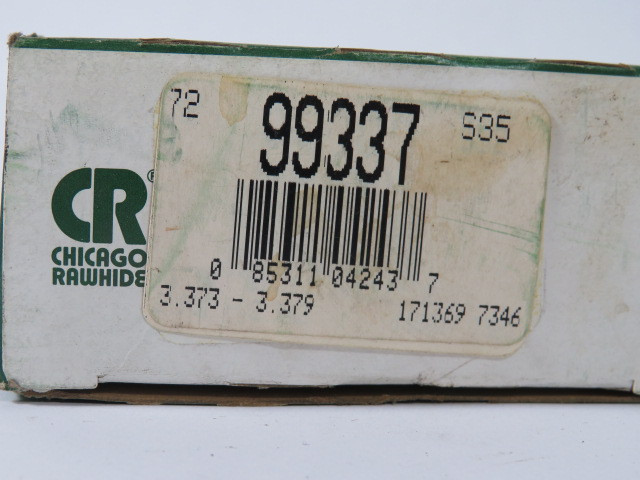 72 99337 S35
CR®
CHICAGO
RAWHIDE
0 85311 04243 7
3.373 - 3.379 171369 7346